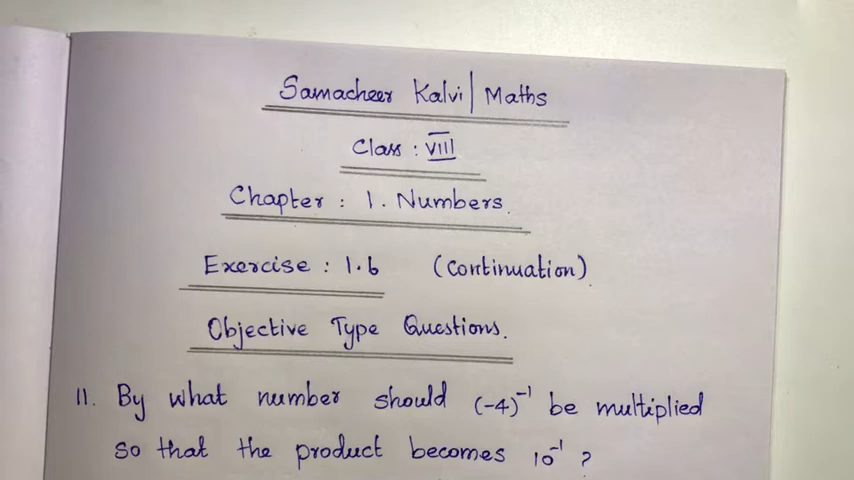 Samacheer Kalvi | Maths
Class : VIII
Chapter : 1. Numbers.
Exercise : 1.6 (Continuation)
Objective Type Questions.
11. By what number should (-4)⁻¹ be multiplied
so that the product becomes 10⁻¹ ?